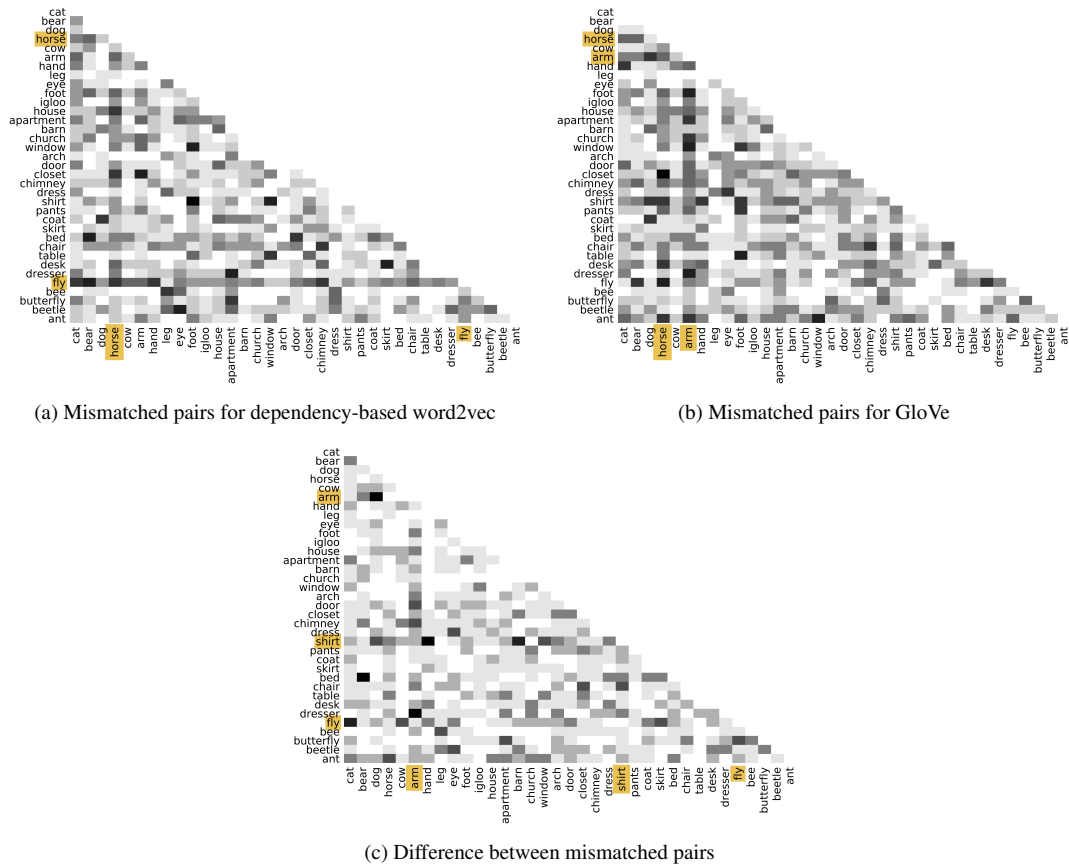 cat
bear
dog
horse
cow
arm
hand
leg
eye
foot
igloo
house
apartment
barn
church
window
arch
door
closet
chimney
dress
shirt
pants
coat
skirt
bed
chair
table
desk
dresser
fly
bee
butterfly
beetle
ant
cat bear dog horse cow arm hand leg eye foot igloo house apartment barn church window arch door closet chimney dress shirt pants coat skirt bed chair table desk dresser fly bee butterfly beetle ant
(a) Mismatched pairs for dependency-based word2vec
cat
bear
dog
horse
cow
arm
hand
leg
eye
foot
igloo
house
apartment
barn
church
window
arch
door
closet
chimney
dress
shirt
pants
coat
skirt
bed
chair
table
desk
dresser
fly
bee
butterfly
beetle
ant
cat bear dog horse cow arm hand leg eye foot igloo house apartment barn church window arch door closet chimney dress shirt pants coat skirt bed chair table desk dresser fly bee butterfly beetle ant
(b) Mismatched pairs for GloVe
cat
bear
dog
horse
cow
arm
hand
leg
eye
foot
igloo
house
apartment
barn
church
window
arch
door
closet
chimney
dress
shirt
pants
coat
skirt
bed
chair
table
desk
dresser
fly
bee
butterfly
beetle
ant
cat bear dog horse cow arm hand leg eye foot igloo house apartment barn church window arch door closet chimney dress shirt pants coat skirt bed chair table desk dresser fly bee butterfly beetle ant
(c) Difference between mismatched pairs